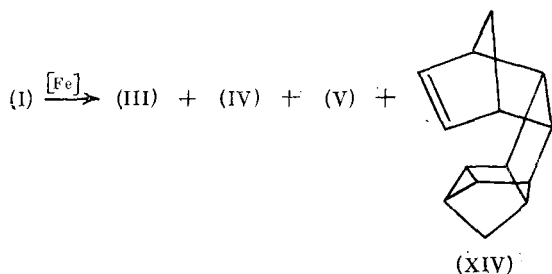 (I) [Fe] → (III) + (IV) + (V) +
(XIV)